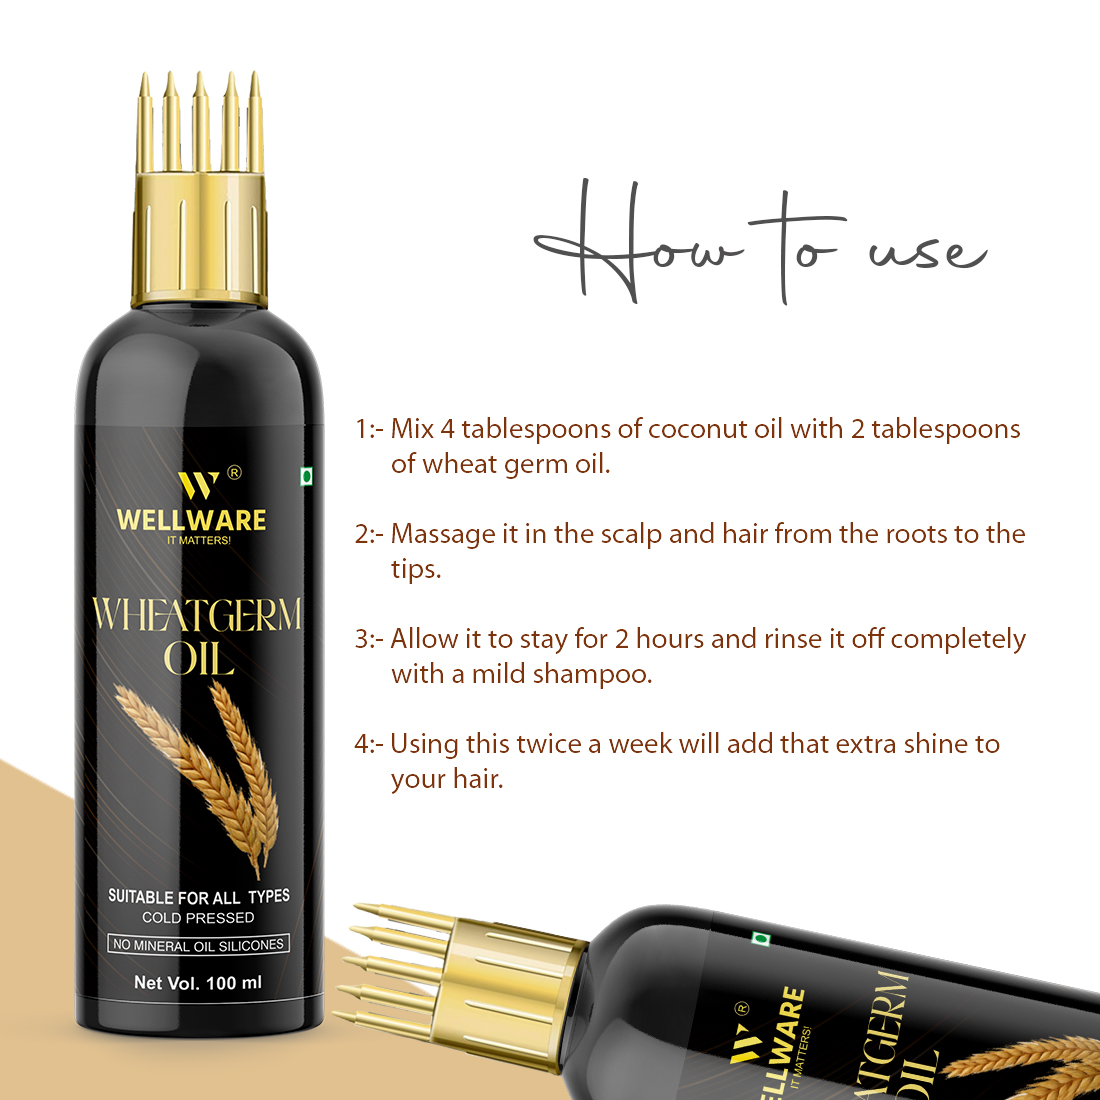 How to use
1:- Mix 4 tablespoons of coconut oil with 2 tablespoons
of wheat germ oil.
2:- Massage it in the scalp and hair from the roots to the
tips.
3:- Allow it to stay for 2 hours and rinse it off completely
with a mild shampoo.
4:- Using this twice a week will add that extra shine to
your hair.
W ®
WELLWARE
IT MATTERS!
WHEATGERM
OIL
SUITABLE FOR ALL TYPES
COLD PRESSED
NO MINERAL OIL SILICONES
Net Vol. 100 ml
W ®
ELLWARE
IT MATTERS!
ATGERM
OIL